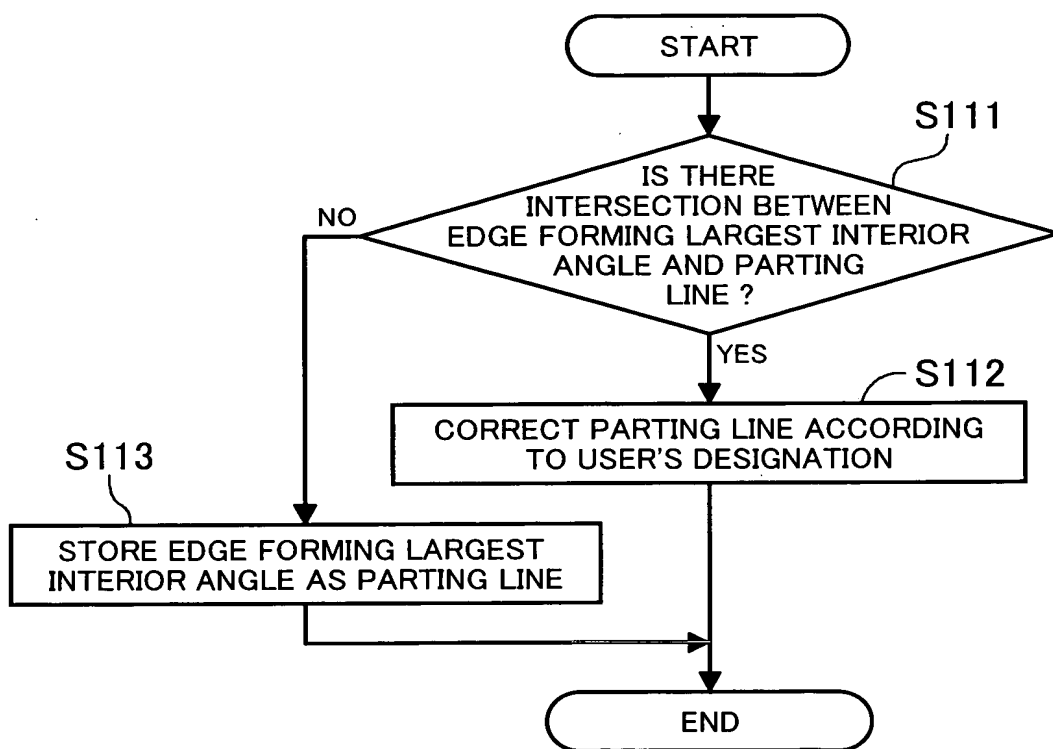 START
S111
IS THERE
INTERSECTION BETWEEN
EDGE FORMING LARGEST INTERIOR
ANGLE AND PARTING
LINE ?
NO
YES
S112
CORRECT PARTING LINE ACCORDING
TO USER'S DESIGNATION
S113
STORE EDGE FORMING LARGEST
INTERIOR ANGLE AS PARTING LINE
END